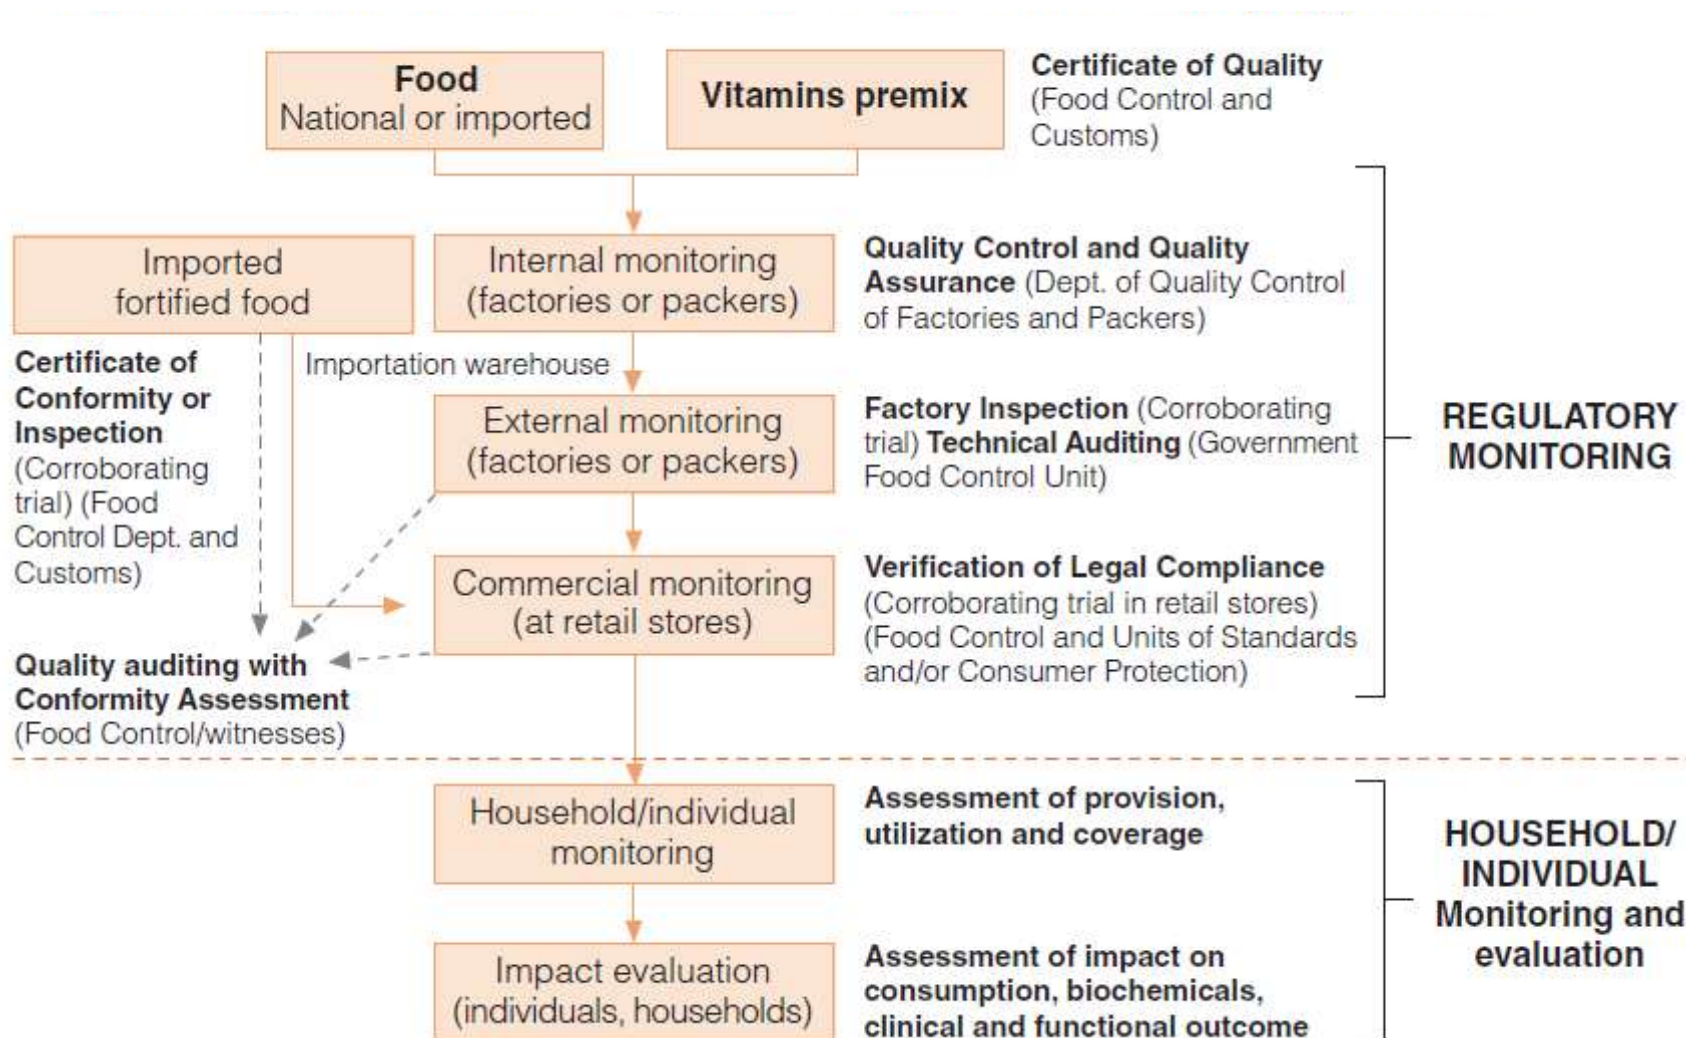 Food
National or imported
Vitamins premix
Certificate of Quality
(Food Control and
Customs)
Imported
fortified food
Internal monitoring
(factories or packers)
Quality Control and Quality
Assurance (Dept. of Quality Control
of Factories and Packers)
Certificate of
Conformity or
Inspection
(Corroborating
trial) (Food
Control Dept. and
Customs)
Importation warehouse
External monitoring
(factories or packers)
Factory Inspection (Corroborating
trial) Technical Auditing (Government
Food Control Unit)
REGULATORY
MONITORING
Commercial monitoring
(at retail stores)
Verification of Legal Compliance
(Corroborating trial in retail stores)
(Food Control and Units of Standards
and/or Consumer Protection)
Quality auditing with
Conformity Assessment
(Food Control/witnesses)
Household/individual
monitoring
Assessment of provision,
utilization and coverage
HOUSEHOLD/
INDIVIDUAL
Monitoring and
evaluation
Impact evaluation
(individuals, households)
Assessment of impact on
consumption, biochemicals,
clinical and functional outcome